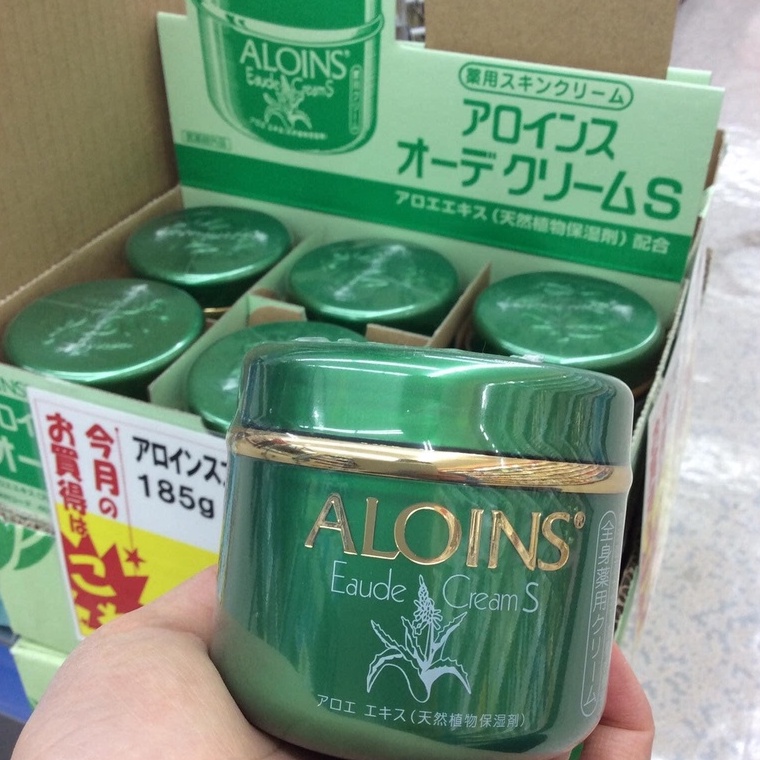 ALOINS
Eaude Cream S
薬用スキンクリーム
アロインス
オーデクリームS
アロエエキス(天然植物保湿剤)配合
今月の
お買得は
アロインス
185g
ALOINS®
Eaude Cream S
アロエ エキス(天然植物保湿剤)
全身薬用クリーム